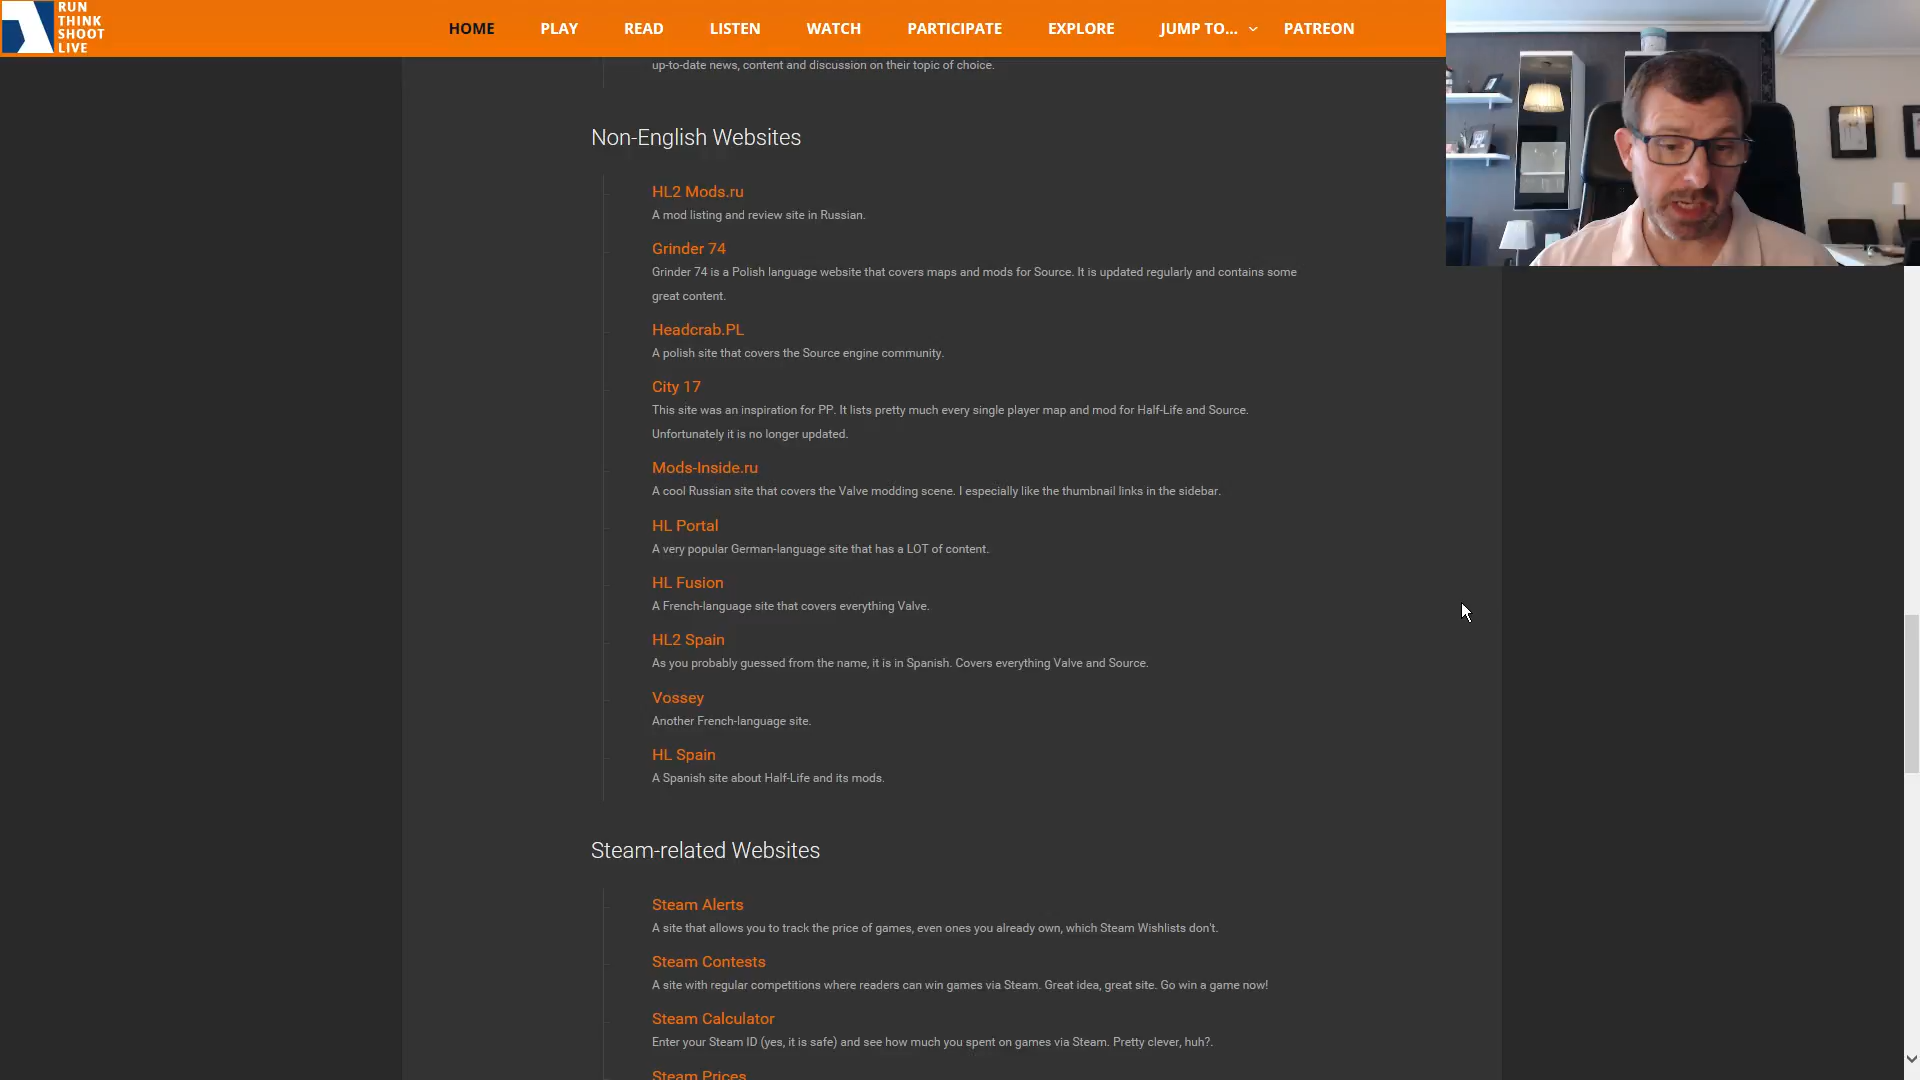 RUN
THINK
SHOOT
LIVE
HOME PLAY READ LISTEN WATCH PARTICIPATE EXPLORE JUMP TO... PATREON
up-to-date news, content and discussion on their topic of choice.
Non-English Websites
HL2 Mods.ru
A mod listing and review site in Russian.
Grinder 74
Grinder 74 is a Polish language website that covers maps and mods for Source. It is updated regularly and contains some
great content.
Headcrab.PL
A polish site that covers the Source engine community.
City 17
This site was an inspiration for PP. It lists pretty much every single player map and mod for Half-Life and Source.
Unfortunately it is no longer updated.
Mods-Inside.ru
A cool Russian site that covers the Valve modding scene. I especially like the thumbnail links in the sidebar.
HL Portal
A very popular German-language site that has a LOT of content.
HL Fusion
A French-language site that covers everything Valve.
HL2 Spain
As you probably guessed from the name, it is in Spanish. Covers everything Valve and Source.
Vossey
Another French-language site.
HL Spain
A Spanish site about Half-Life and its mods.
Steam-related Websites
Steam Alerts
A site that allows you to track the price of games, even ones you already own, which Steam Wishlists don't.
Steam Contests
A site with regular competitions where readers can win games via Steam. Great idea, great site. Go win a game now!
Steam Calculator
Enter your Steam ID (yes, it is safe) and see how much you spent on games via Steam. Pretty clever, huh?.
Steam Prices